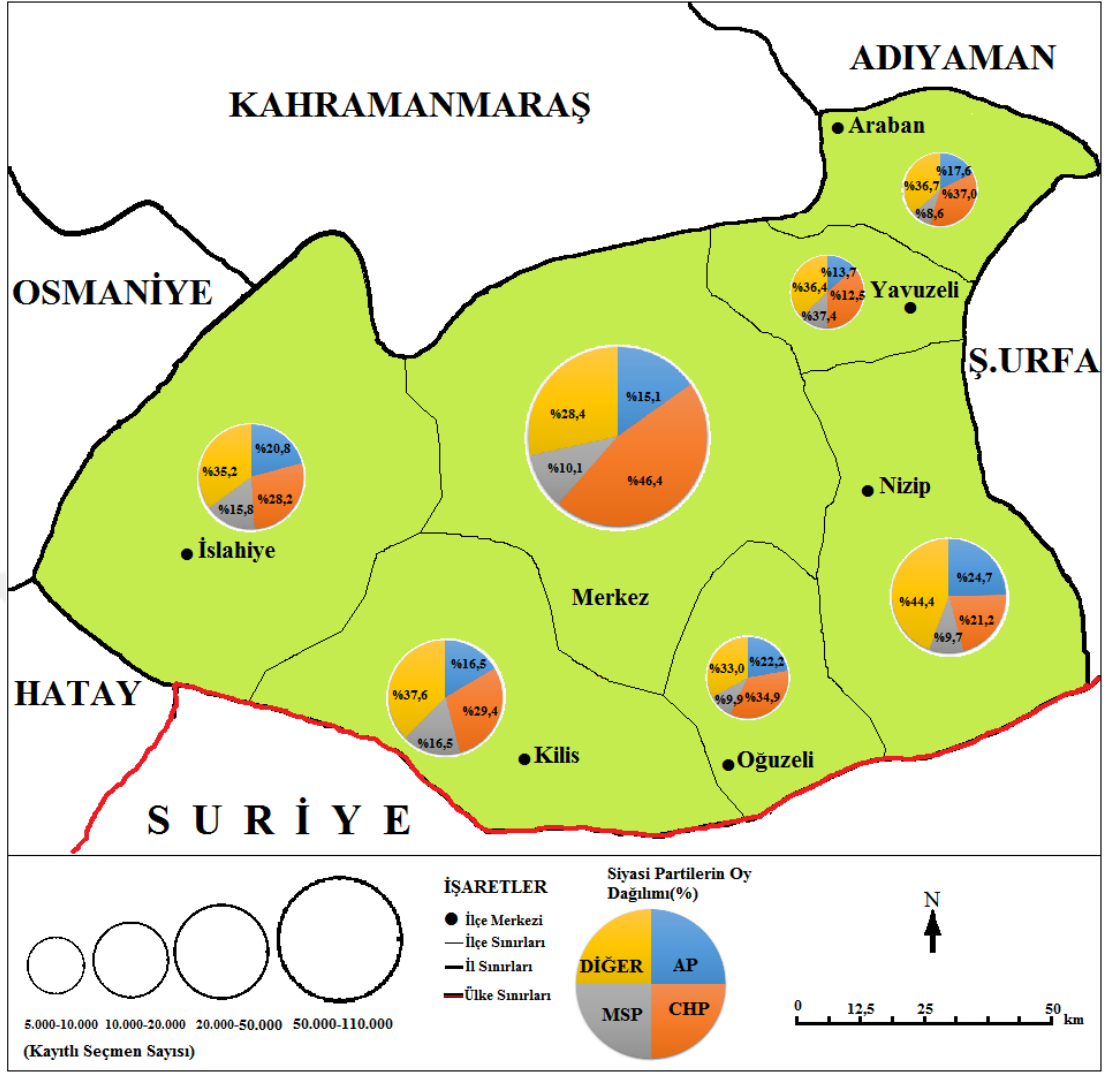 ADIYAMAN
KAHRAMANMARAŞ
Araban
%17,6
%36,7
%37,0
%8,6
OSMANİYE
%13,7
%36,4
%12,5
%37,4
Yavuzeli
Ş.URFA
%15,1
%28,4
%10,1
%46,4
%20,8
%35,2
%28,2
%15,8
Nizip
İslahiye
%24,7
%44,4
%21,2
%9,7
Merkez
%16,5
%37,6
%29,4
%16,5
%22,2
%33,0
%34,9
%9,9
HATAY
Kilis
Oğuzeli
SURİYE
5.000-10.000
10.000-20.000
20.000-50.000
50.000-110.000
(Kayıtlı Seçmen Sayısı)
İŞARETLER
İlçe Merkezi
İlçe Sınırları
İl Sınırları
Ülke Sınırları
Siyasi Partilerin Oy
Dağılımı(%)
DİĞER
AP
MSP
CHP
N
0 12,5 25 50
km